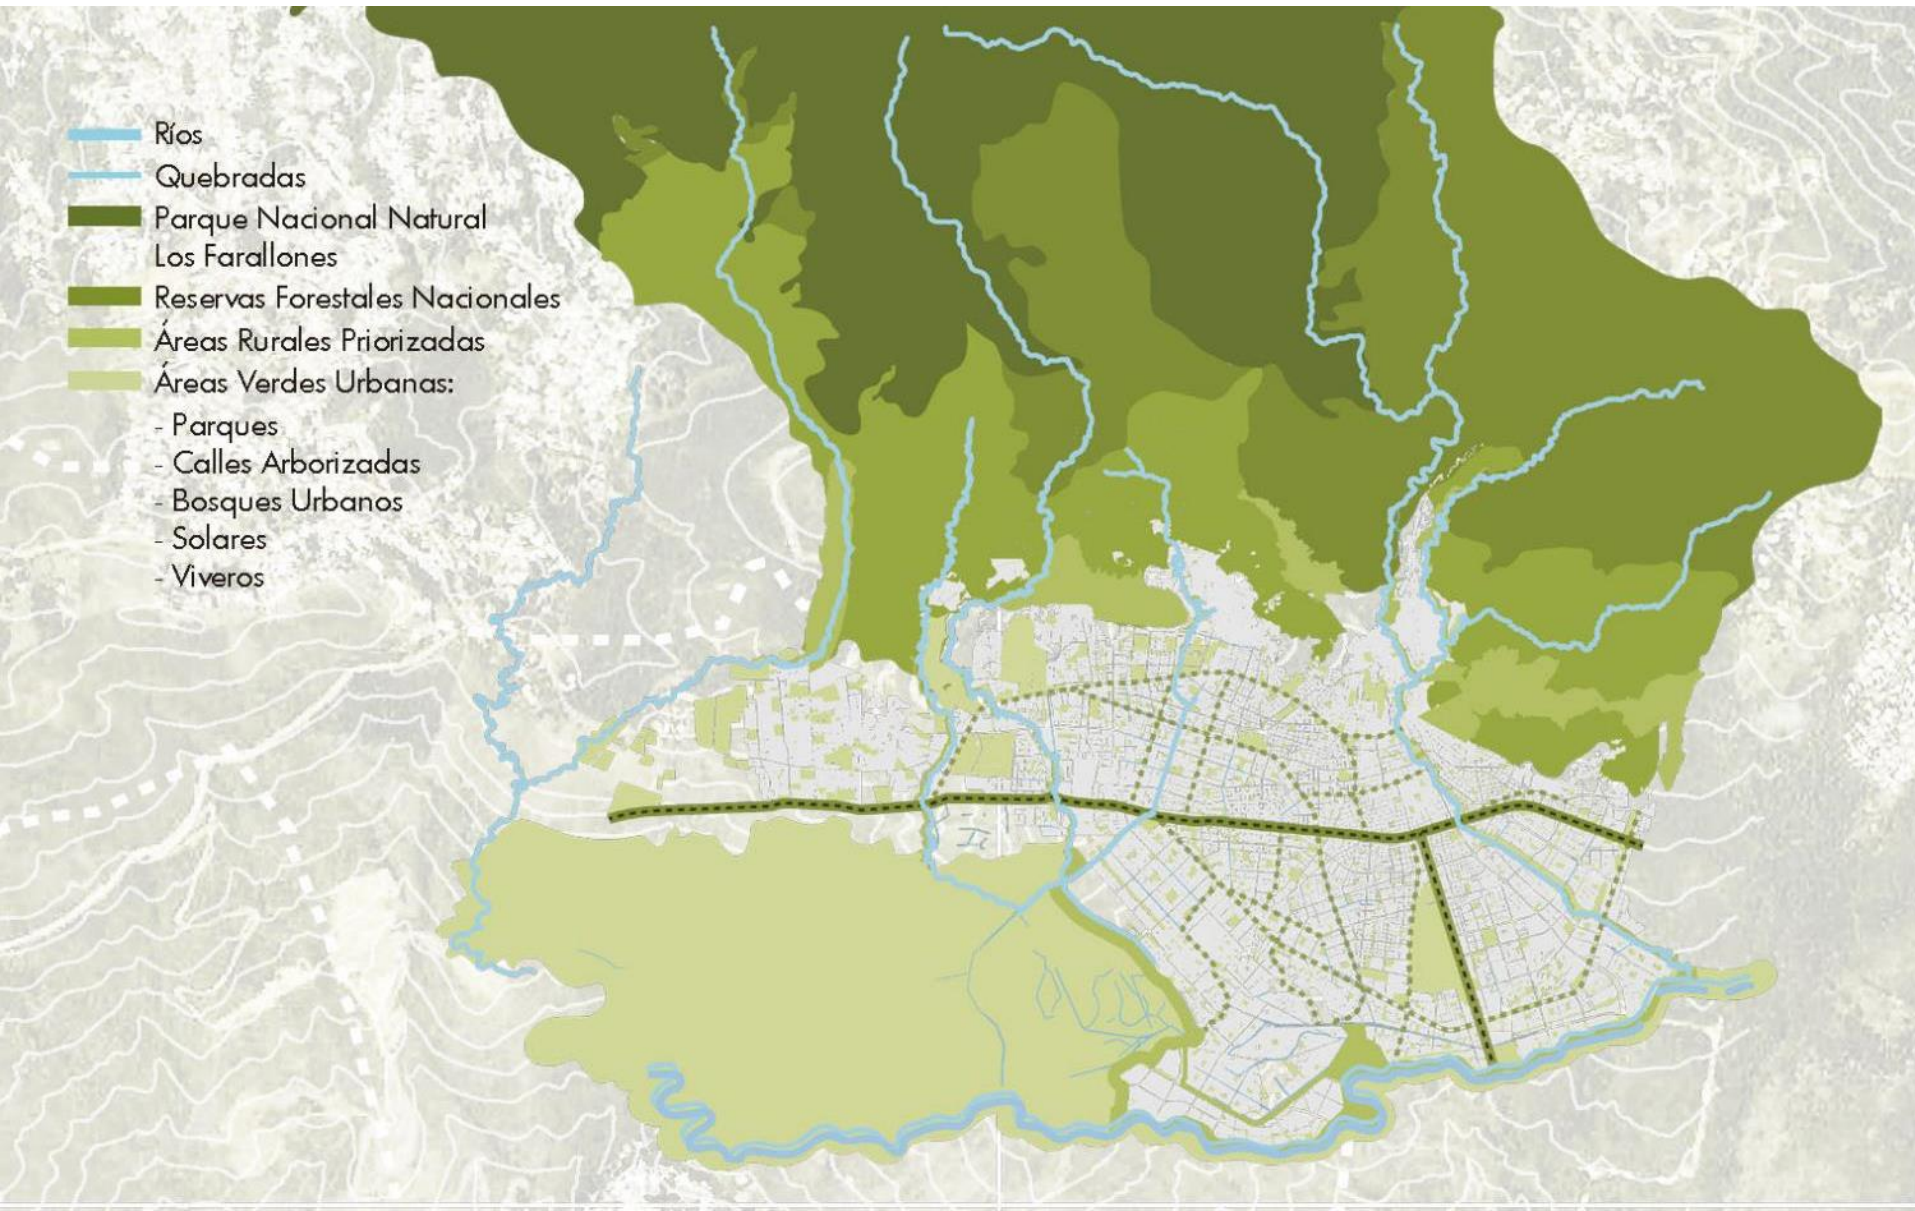 Ríos
Quebradas
Parque Nacional Natural
Los Farallones
Reservas Forestales Nacionales
Áreas Rurales Priorizadas
Áreas Verdes Urbanas:
- Parques
- Calles Arborizadas
- Bosques Urbanos
- Solares
- Viveros